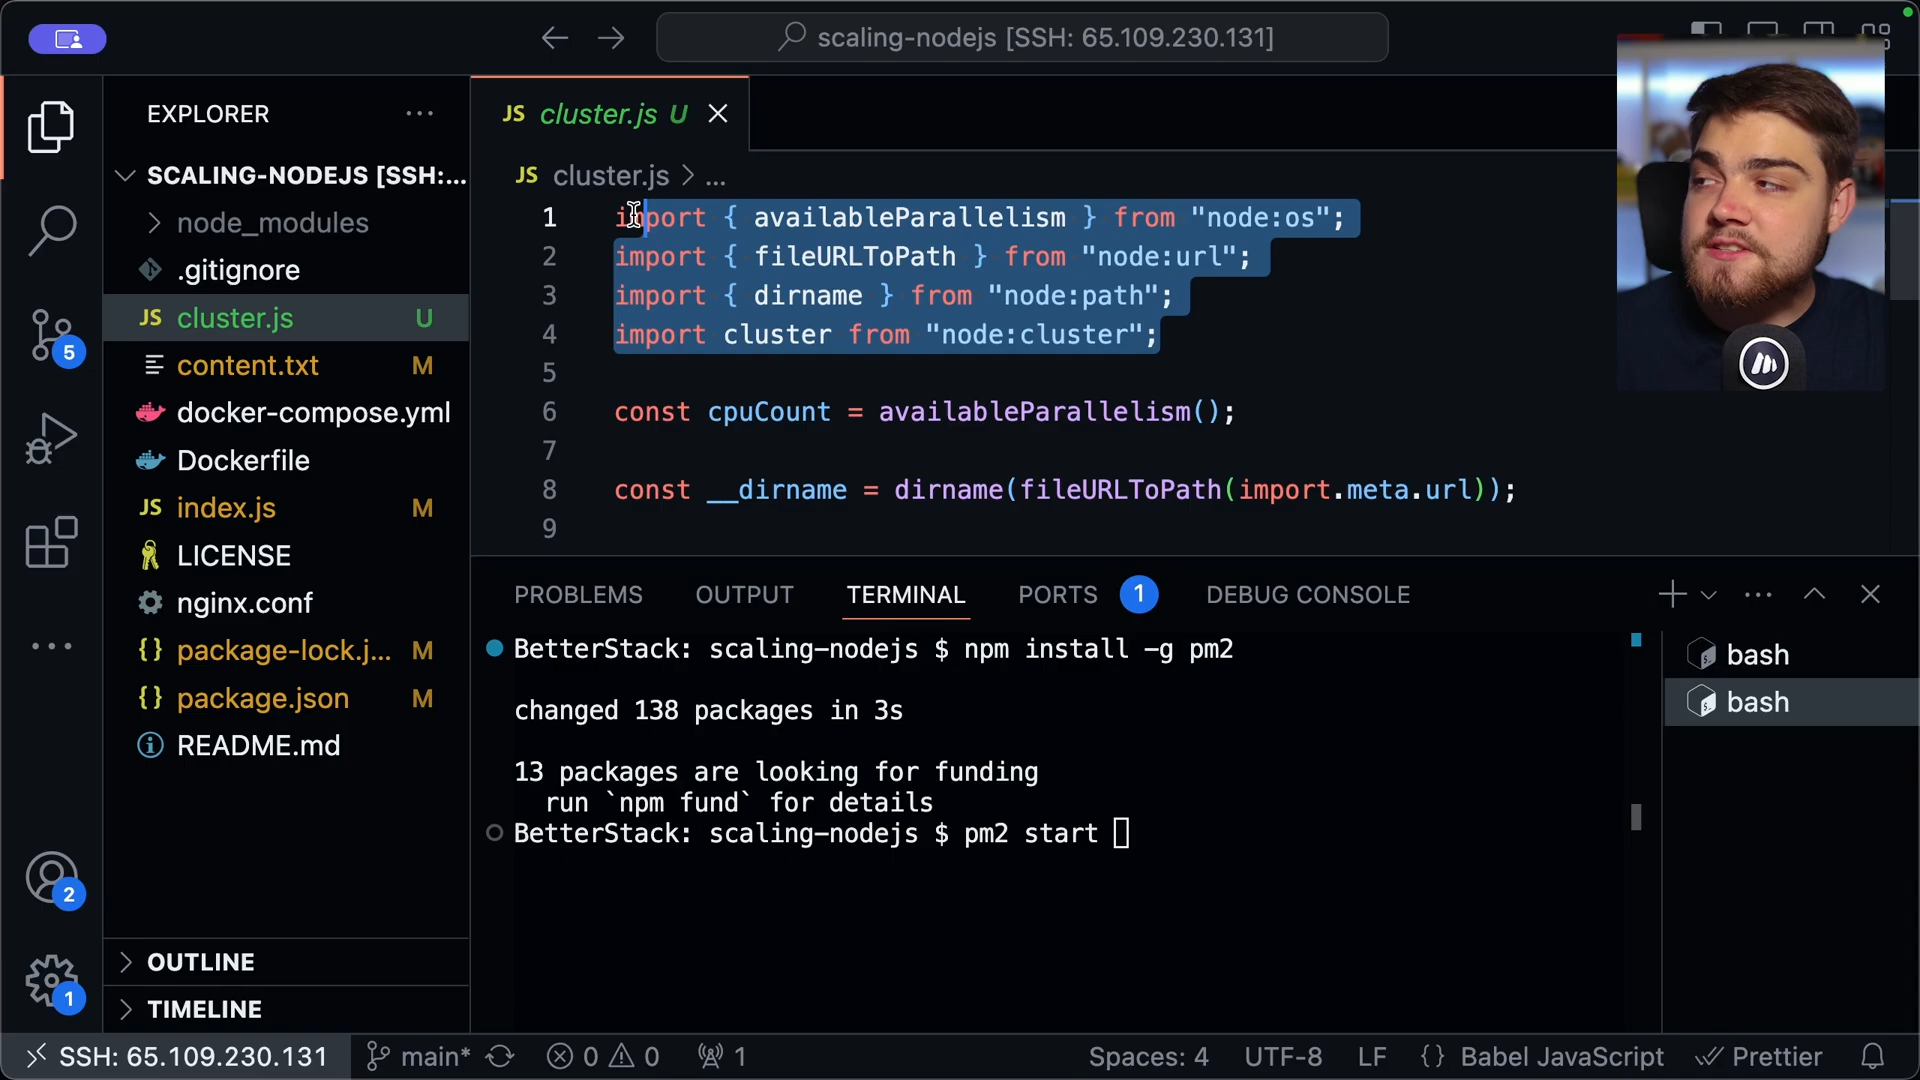 scaling-nodejs [SSH: 65.109.230.131]
EXPLORER
SCALING-NODEJS [SSH:...
node_modules
.gitignore
JS cluster.js U
content.txt M
docker-compose.yml
Dockerfile
JS index.js M
LICENSE
nginx.conf
{} package-lock.j... M
{} package.json M
README.md
OUTLINE
TIMELINE
5
2
1
JS cluster.js U
JS cluster.js > ...
1 import { availableParallelism } from "node:os";
2 import { fileURLToPath } from "node:url";
3 import { dirname } from "node:path";
4 import cluster from "node:cluster";
5
6 const cpuCount = availableParallelism();
7
8 const __dirname = dirname(fileURLToPath(import.meta.url));
9
PROBLEMS OUTPUT TERMINAL PORTS 1 DEBUG CONSOLE
BetterStack: scaling-nodejs $ npm install -g pm2
changed 138 packages in 3s
13 packages are looking for funding
run `npm fund` for details
BetterStack: scaling-nodejs $ pm2 start
bash
bash
SSH: 65.109.230.131 main* 0 0 1 Spaces: 4 UTF-8 LF {} Babel JavaScript Prettier